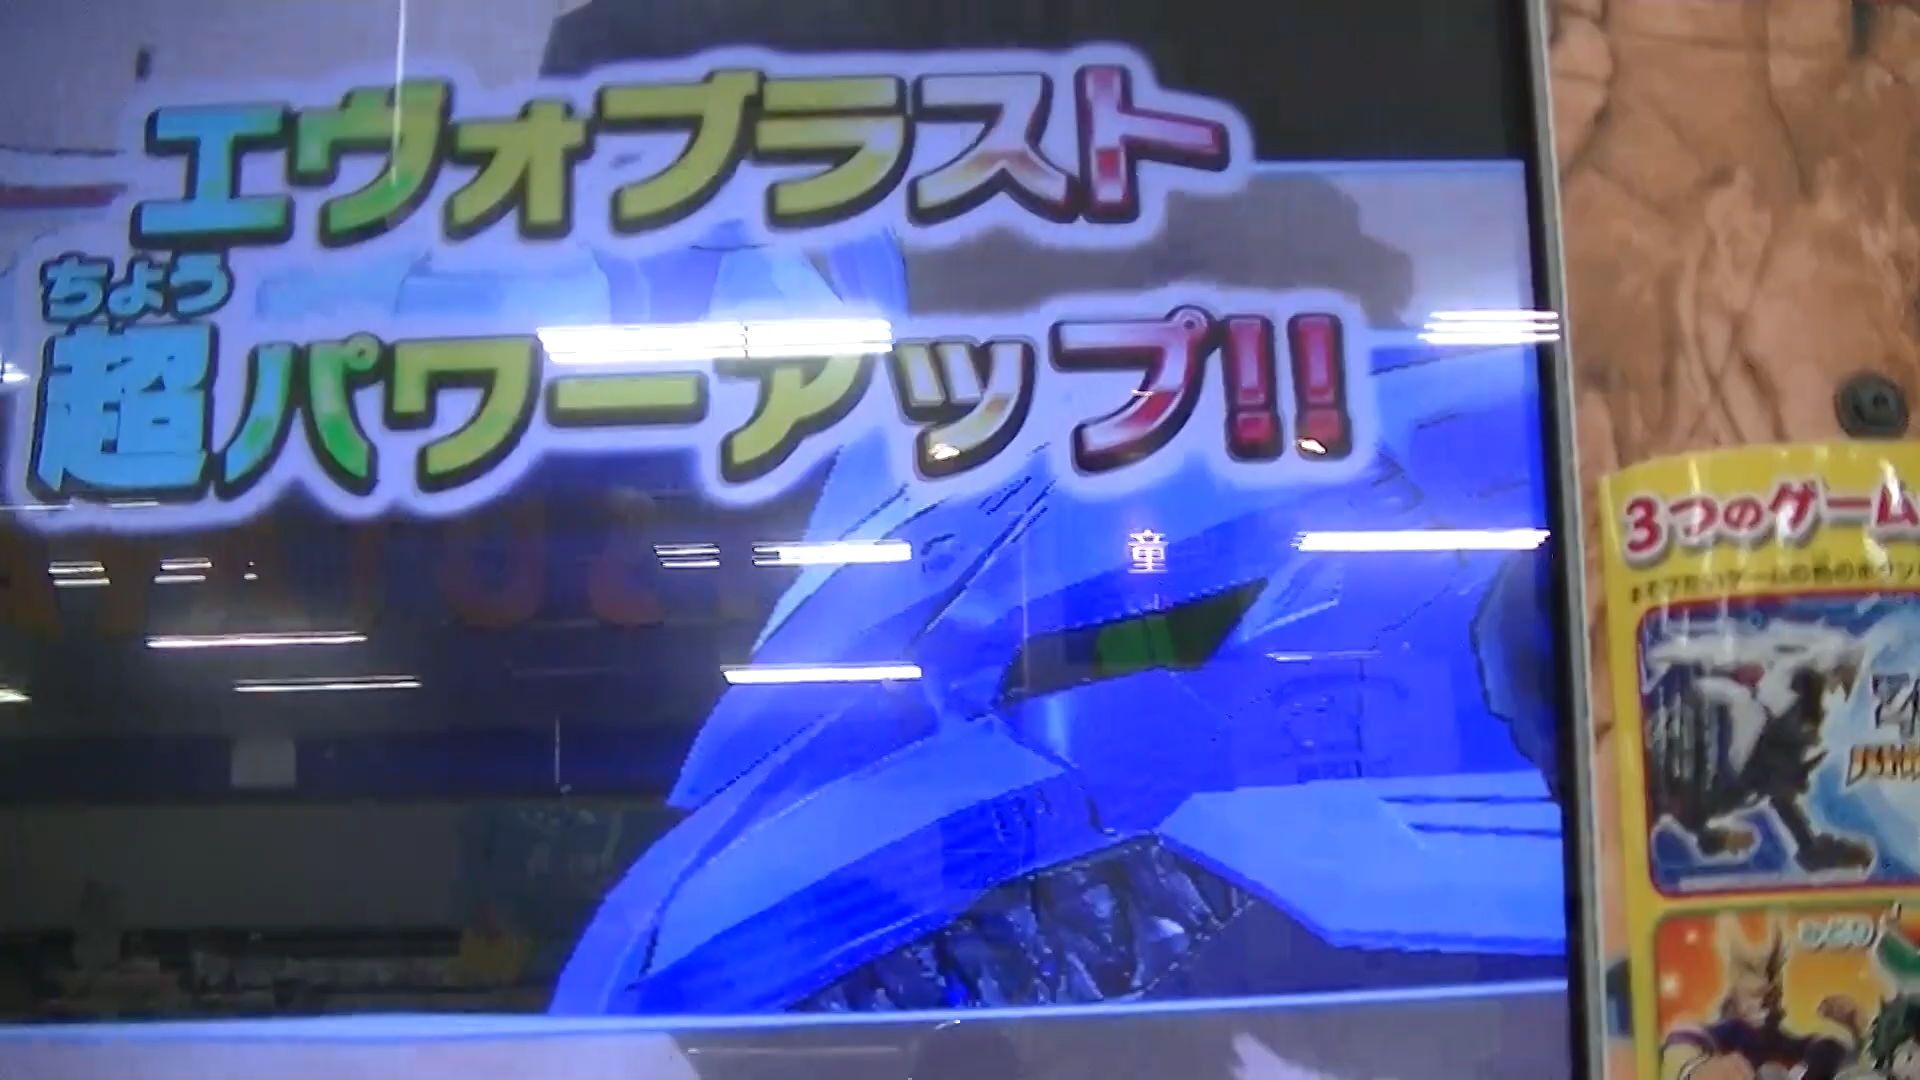 エヴォブラスト
ちょう
超パワーアップ!!
童
3つのゲーム